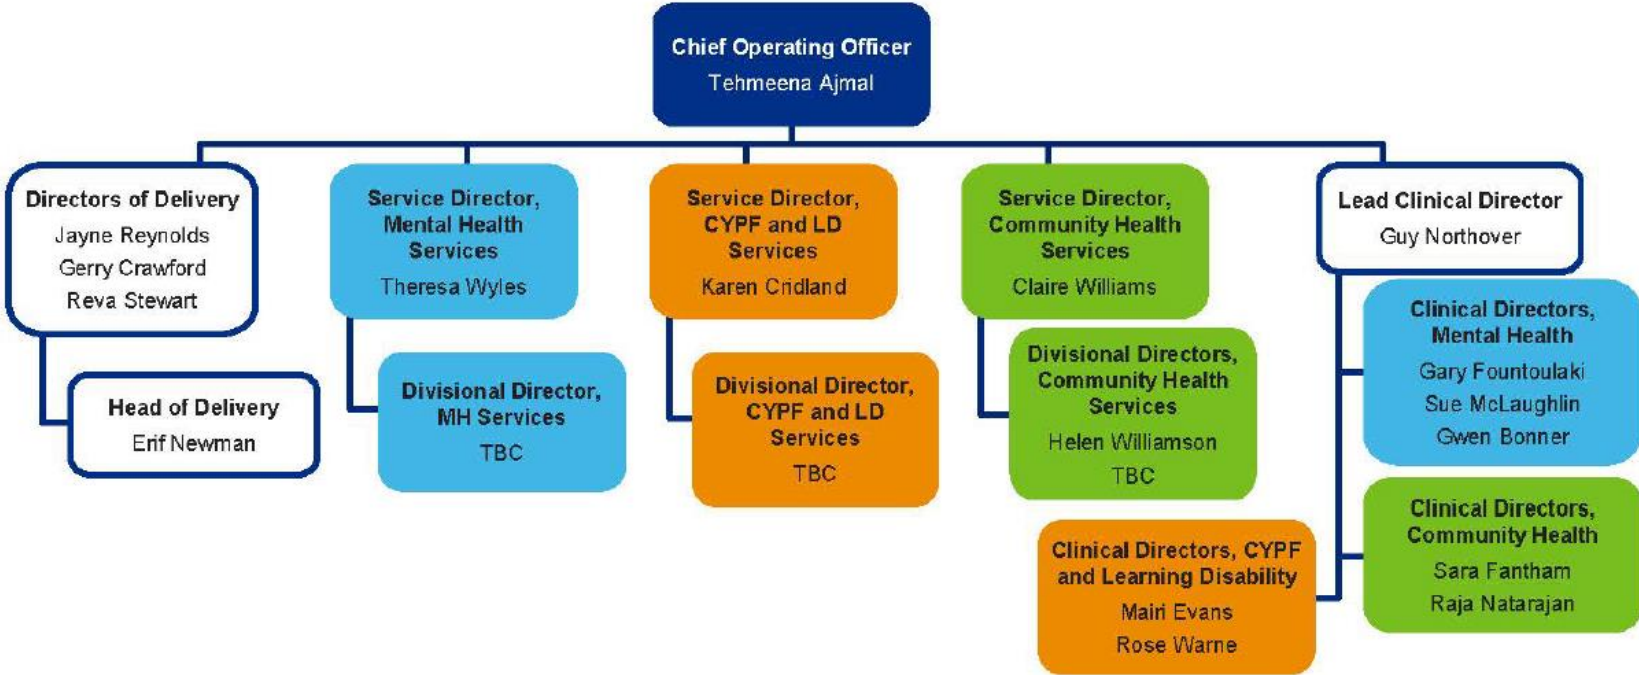 Chief Operating Officer
Tehmeena Ajmal
Directors of Delivery
Jayne Reynolds
Gerry Crawford
Reva Stewart
Head of Delivery
Erif Newman
Service Director,
Mental Health
Services
Theresa Wyles
Divisional Director,
MH Services
TBC
Service Director,
CYPF and LD
Services
Karen Cridland
Divisional Director,
CYPF and LD
Services
TBC
Service Director,
Community Health
Services
Claire Williams
Divisional Directors,
Community Health
Services
Helen Williamson
TBC
Lead Clinical Director
Guy Northover
Clinical Directors,
Mental Health
Gary Fountoulaki
Sue McLaughlin
Gwen Bonner
Clinical Directors,
Community Health
Sara Fantham
Raja Natarajan
Clinical Directors, CYPF
and Learning Disability
Mairi Evans
Rose Warne